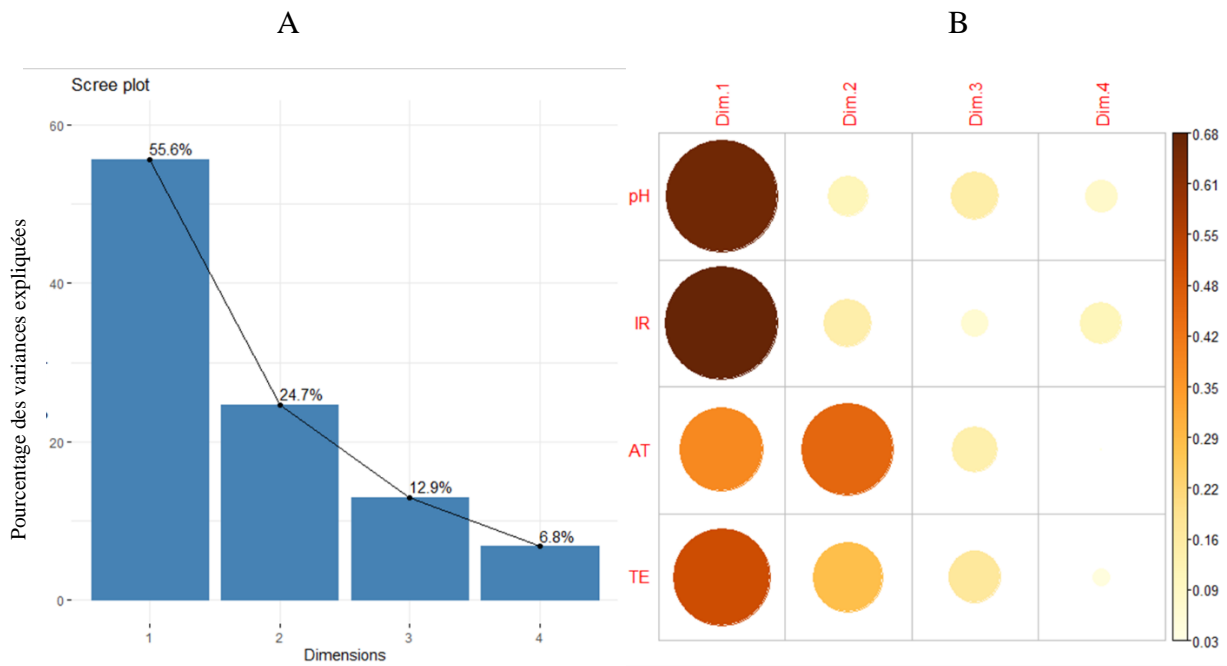 A
B
Scree plot
Pourcentage des variances expliquées
60
40
20
0
55.6%
24.7%
12.9%
6.8%
1
2
3
4
Dimensions
Dim.1
Dim.2
Dim.3
Dim.4
pH
IR
AT
TE
0.68
0.61
0.55
0.48
0.42
0.35
0.29
0.22
0.16
0.09
0.03